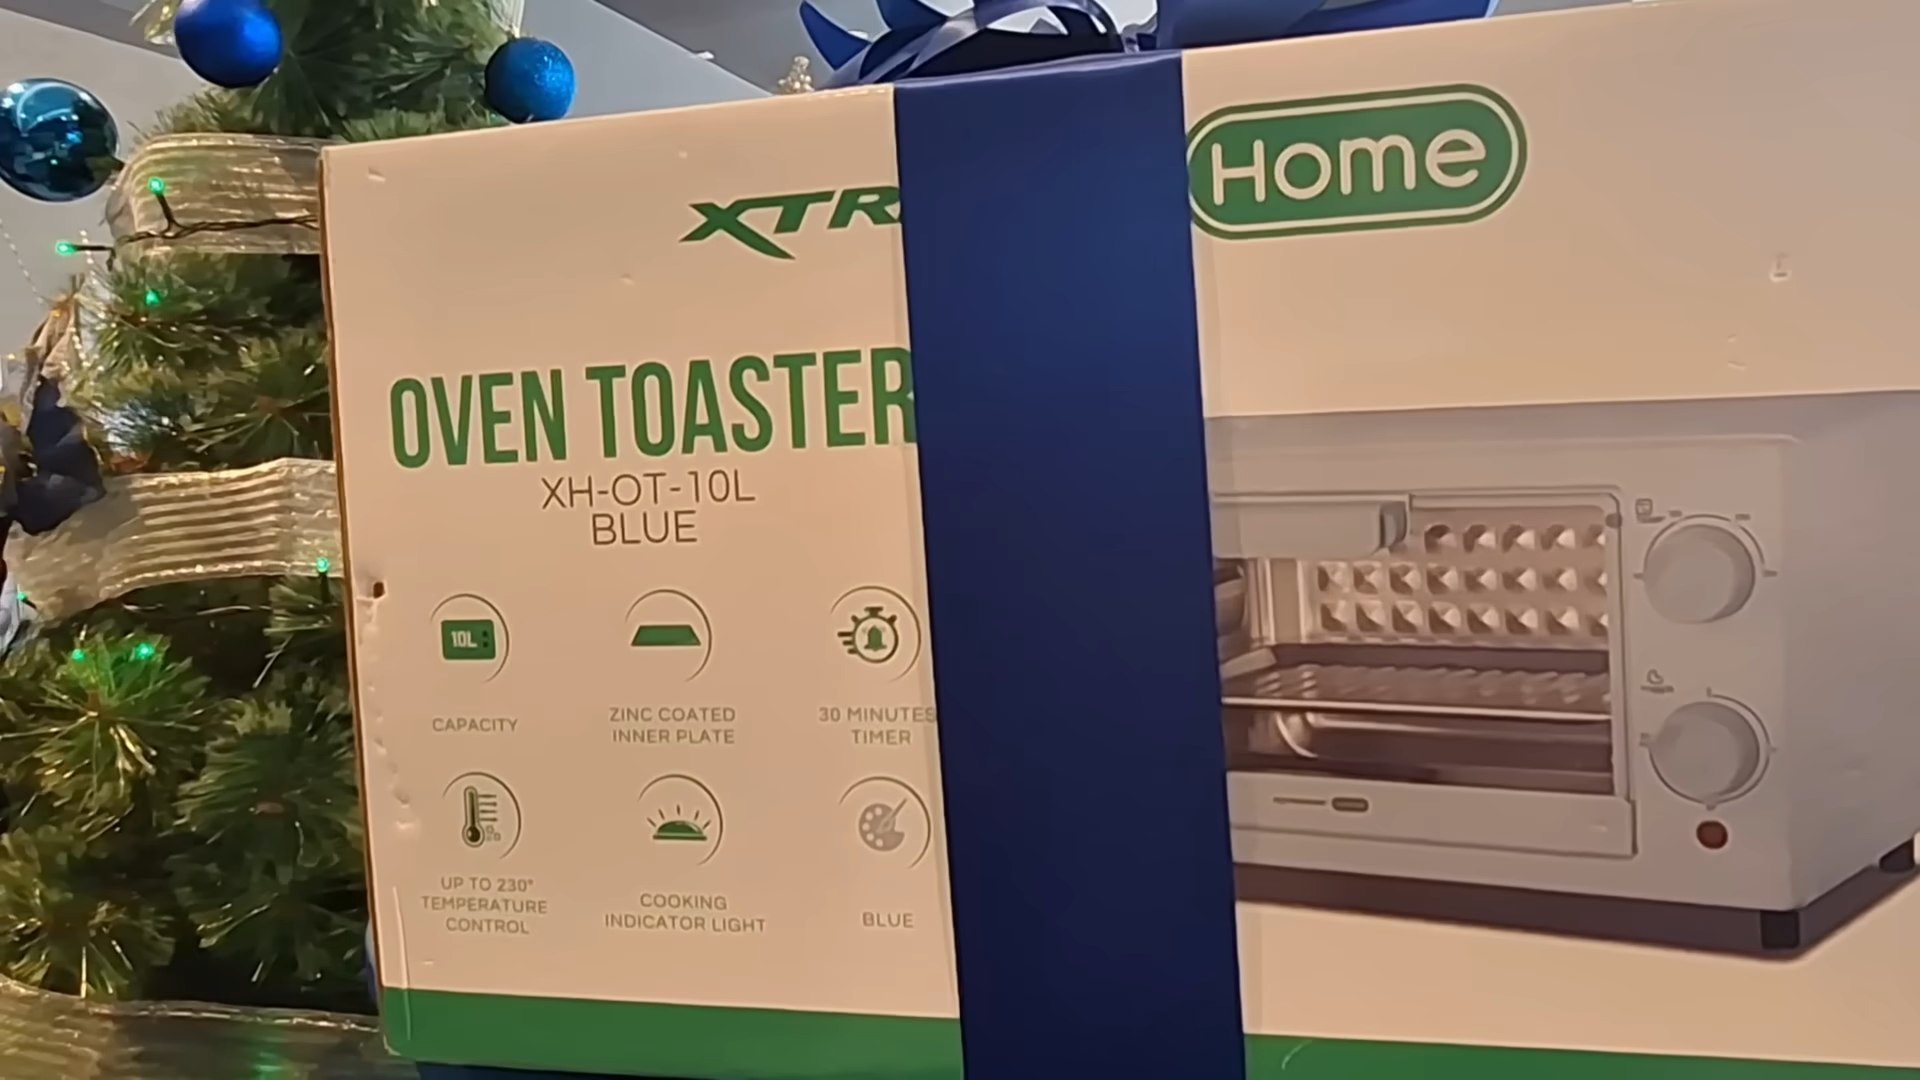 XTR
Home
OVEN TOASTER
XH-OT-10L
BLUE
10L
CAPACITY
ZINC COATED
INNER PLATE
30 MINUTES
TIMER
UP TO 230°
TEMPERATURE
CONTROL
COOKING
INDICATOR LIGHT
BLUE